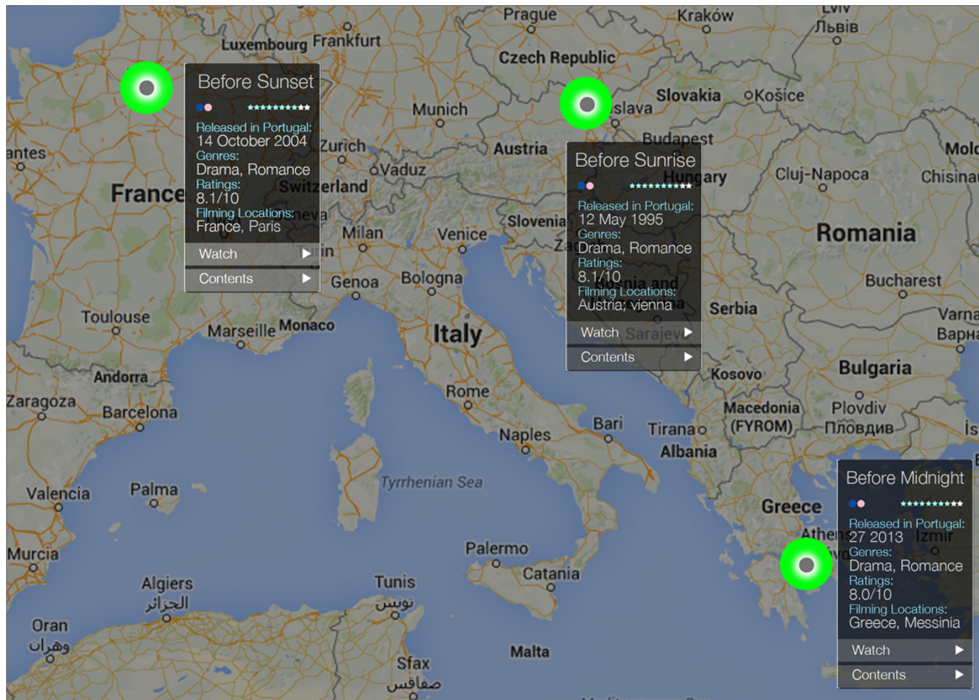 Prague
Kraków
Львів
Luxembourg
Frankfurt
Czech Republic
Before Sunset
Released in Portugal:
14 October 2004
Genres:
Drama, Romance
Ratings:
8.1/10
Filming Locations:
France, Paris
Watch
Contents
Munich
Slovakia
Košice
Budapest
Zurich
Vaduz
Austria
Switzerland
France
Before Sunrise
Released in Portugal:
12 May 1995
Genres:
Drama, Romance
Ratings:
8.1/10
Filming Locations:
Austria, vienna
Watch
Contents
Hungary
Cluj-Napoca
Chisinau
Milan
Venice
Slovenia
Romania
Genoa
Bologna
Bucharest
Serbia
Toulouse
Marseille
Monaco
Italy
Sarajevo
Varna
Варна
Andorra
Kosovo
Bulgaria
Zaragoza
Barcelona
Rome
Macedonia
(FYROM)
Plovdiv
Пловдив
Naples
Bari
Tirana
Albania
Valencia
Palma
Tyrrhenian Sea
Greece
Before Midnight
Released in Portugal:
27 2013
Genres:
Drama, Romance
Ratings:
8.0/10
Filming Locations:
Greece, Messinia
Watch
Contents
Athens
Izmir
Murcia
Palermo
Catania
Algiers
الجزائر
Tunis
تونس
Oran
وهران
Malta
Sfax
صفاقس